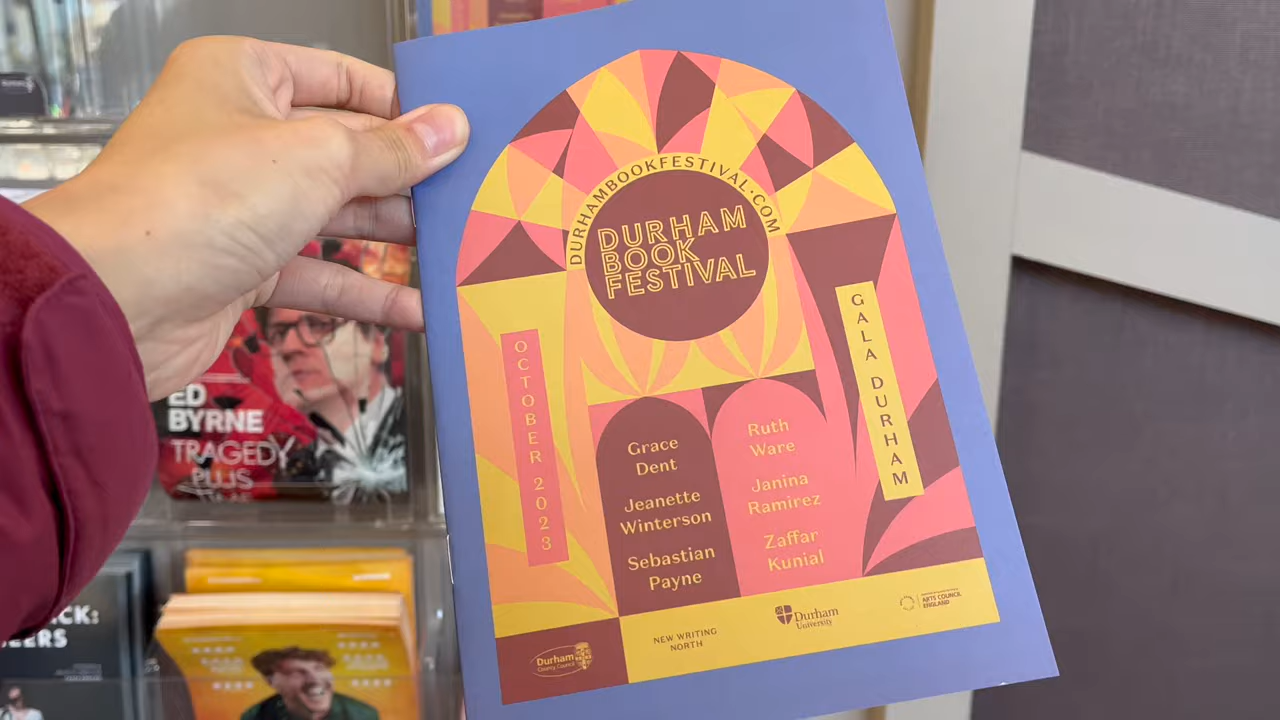 DURHAMBOOKFESTIVAL.COM
DURHAM
BOOK
FESTIVAL
OCTOBER 2023
GALA DURHAM
Grace
Dent
Jeanette
Winterson
Sebastian
Payne
Ruth
Ware
Janina
Ramirez
Zaffar
Kunial
Durham
County Council
NEW WRITING
NORTH
Durham
University
ARTS COUNCIL
ENGLAND
ED
BYRNE
TRAGEDY
PLUS